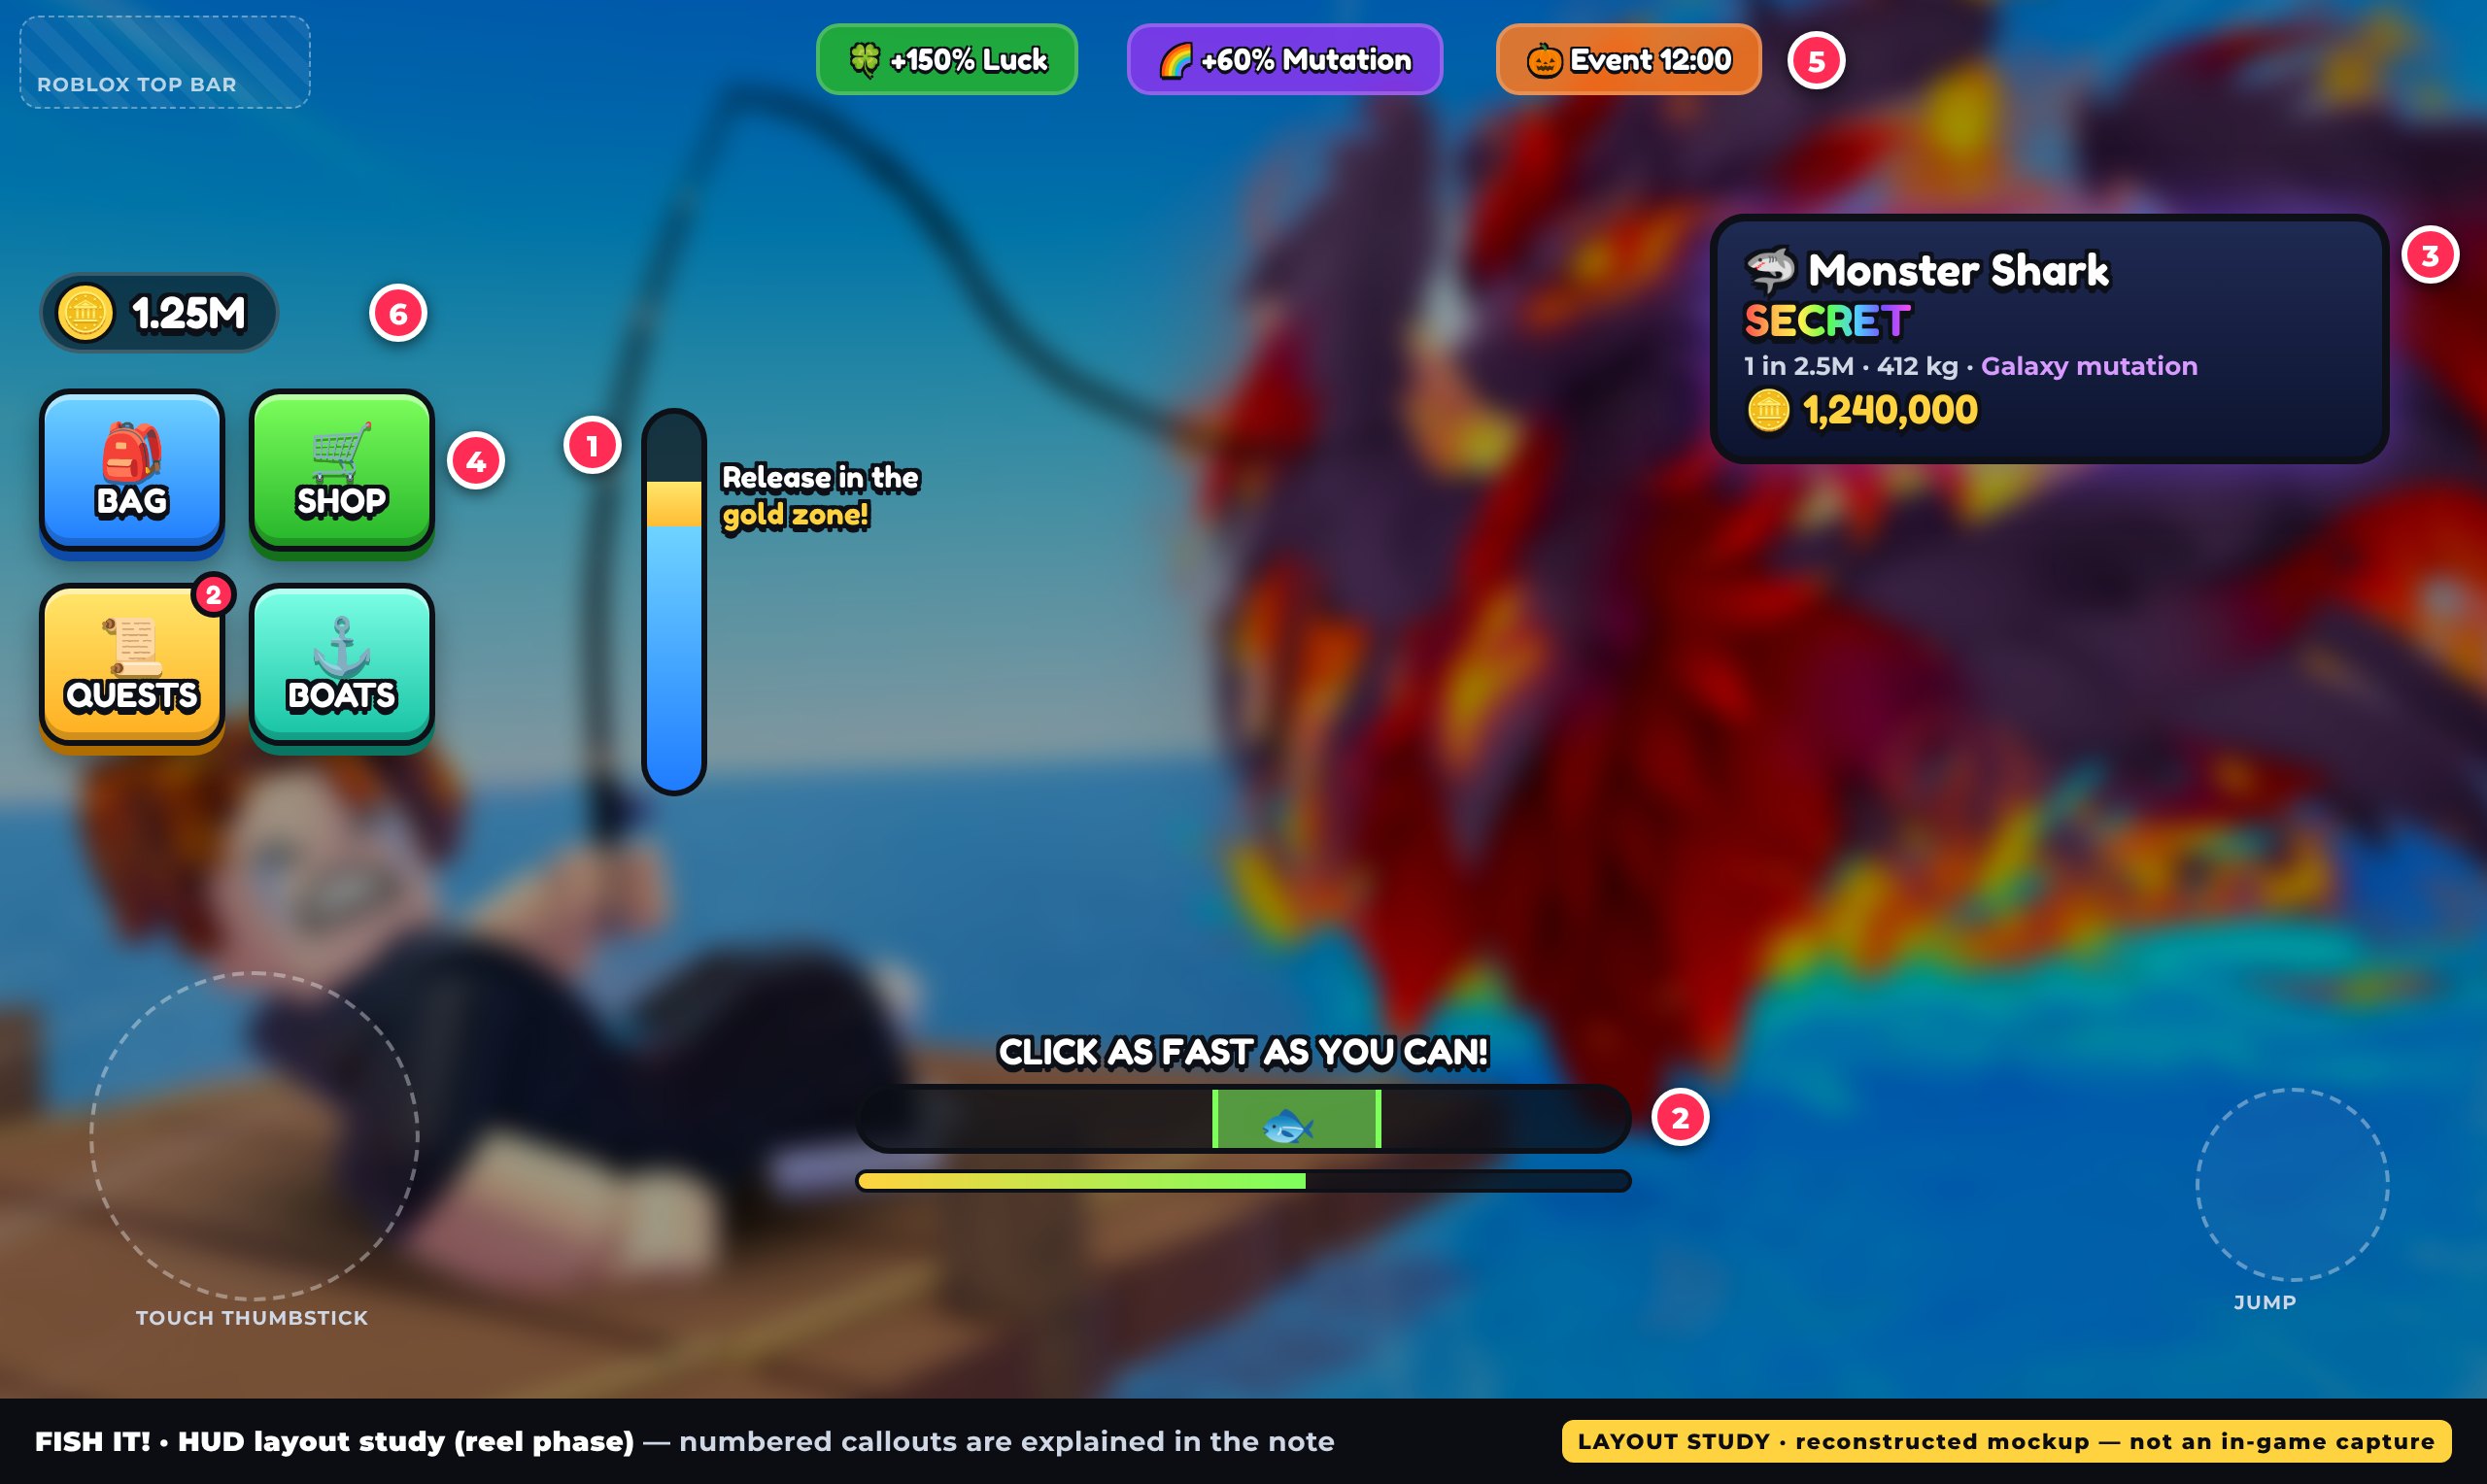 ROBLOX TOP BAR
+150% Luck
+60% Mutation
Event 12:00
5
1.25M
6
Monster Shark
SECRET
1 in 2.5M · 412 kg · Galaxy mutation
1,240,000
3
BAG
SHOP
4
1
Release in the
gold zone!
QUESTS
2
BOATS
CLICK AS FAST AS YOU CAN!
2
TOUCH THUMBSTICK
JUMP
FISH IT! · HUD layout study (reel phase) — numbered callouts are explained in the note
LAYOUT STUDY · reconstructed mockup — not an in-game capture